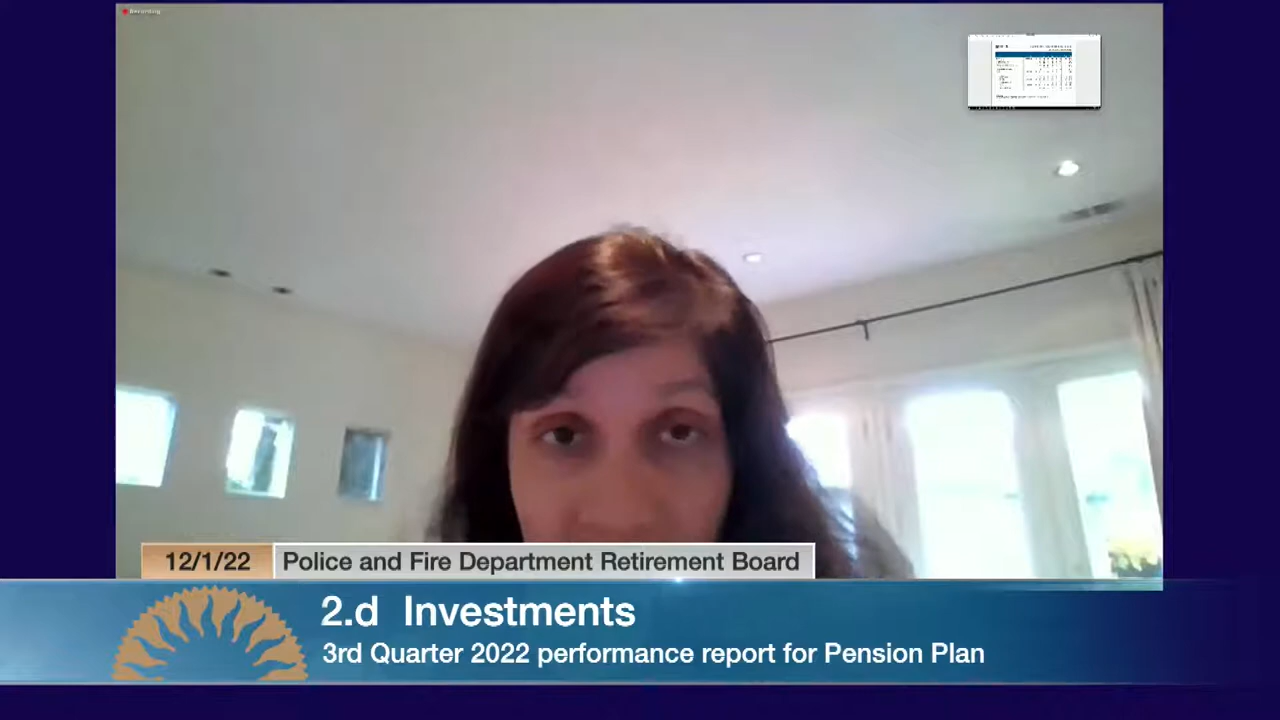 Recording
12/1/22 Police and Fire Department Retirement Board
2.d Investments
3rd Quarter 2022 performance report for Pension Plan